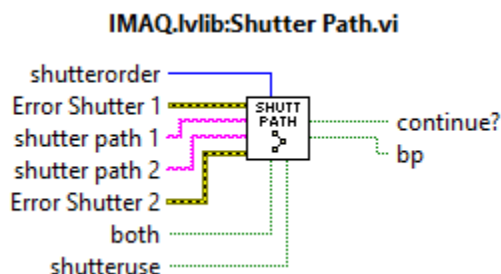 IMAQ.lvlib:Shutter Path.vi
shutterorder
Error Shutter 1
shutter path 1
shutter path 2
Error Shutter 2
both
shutteruse
SHUTT
PATH
continue?
bp